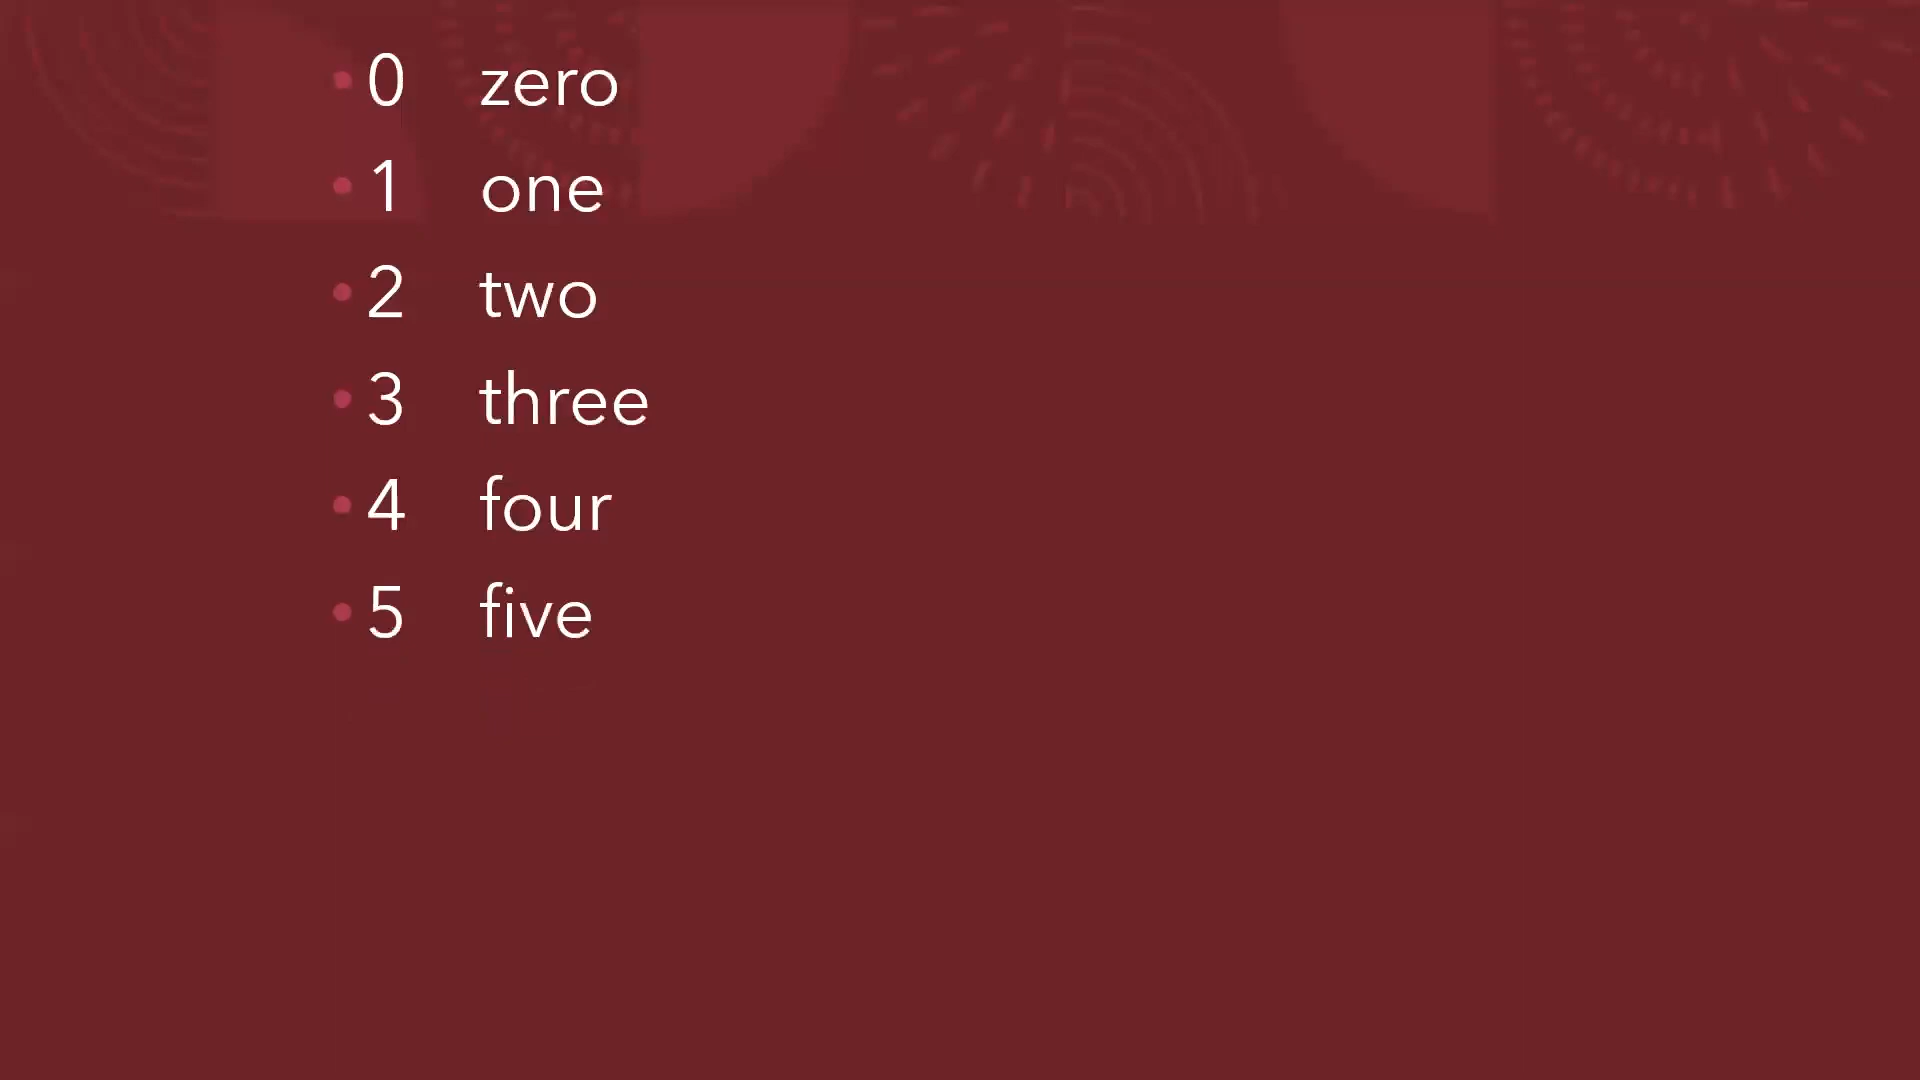 • 0 zero
• 1 one
• 2 two
• 3 three
• 4 four
• 5 five